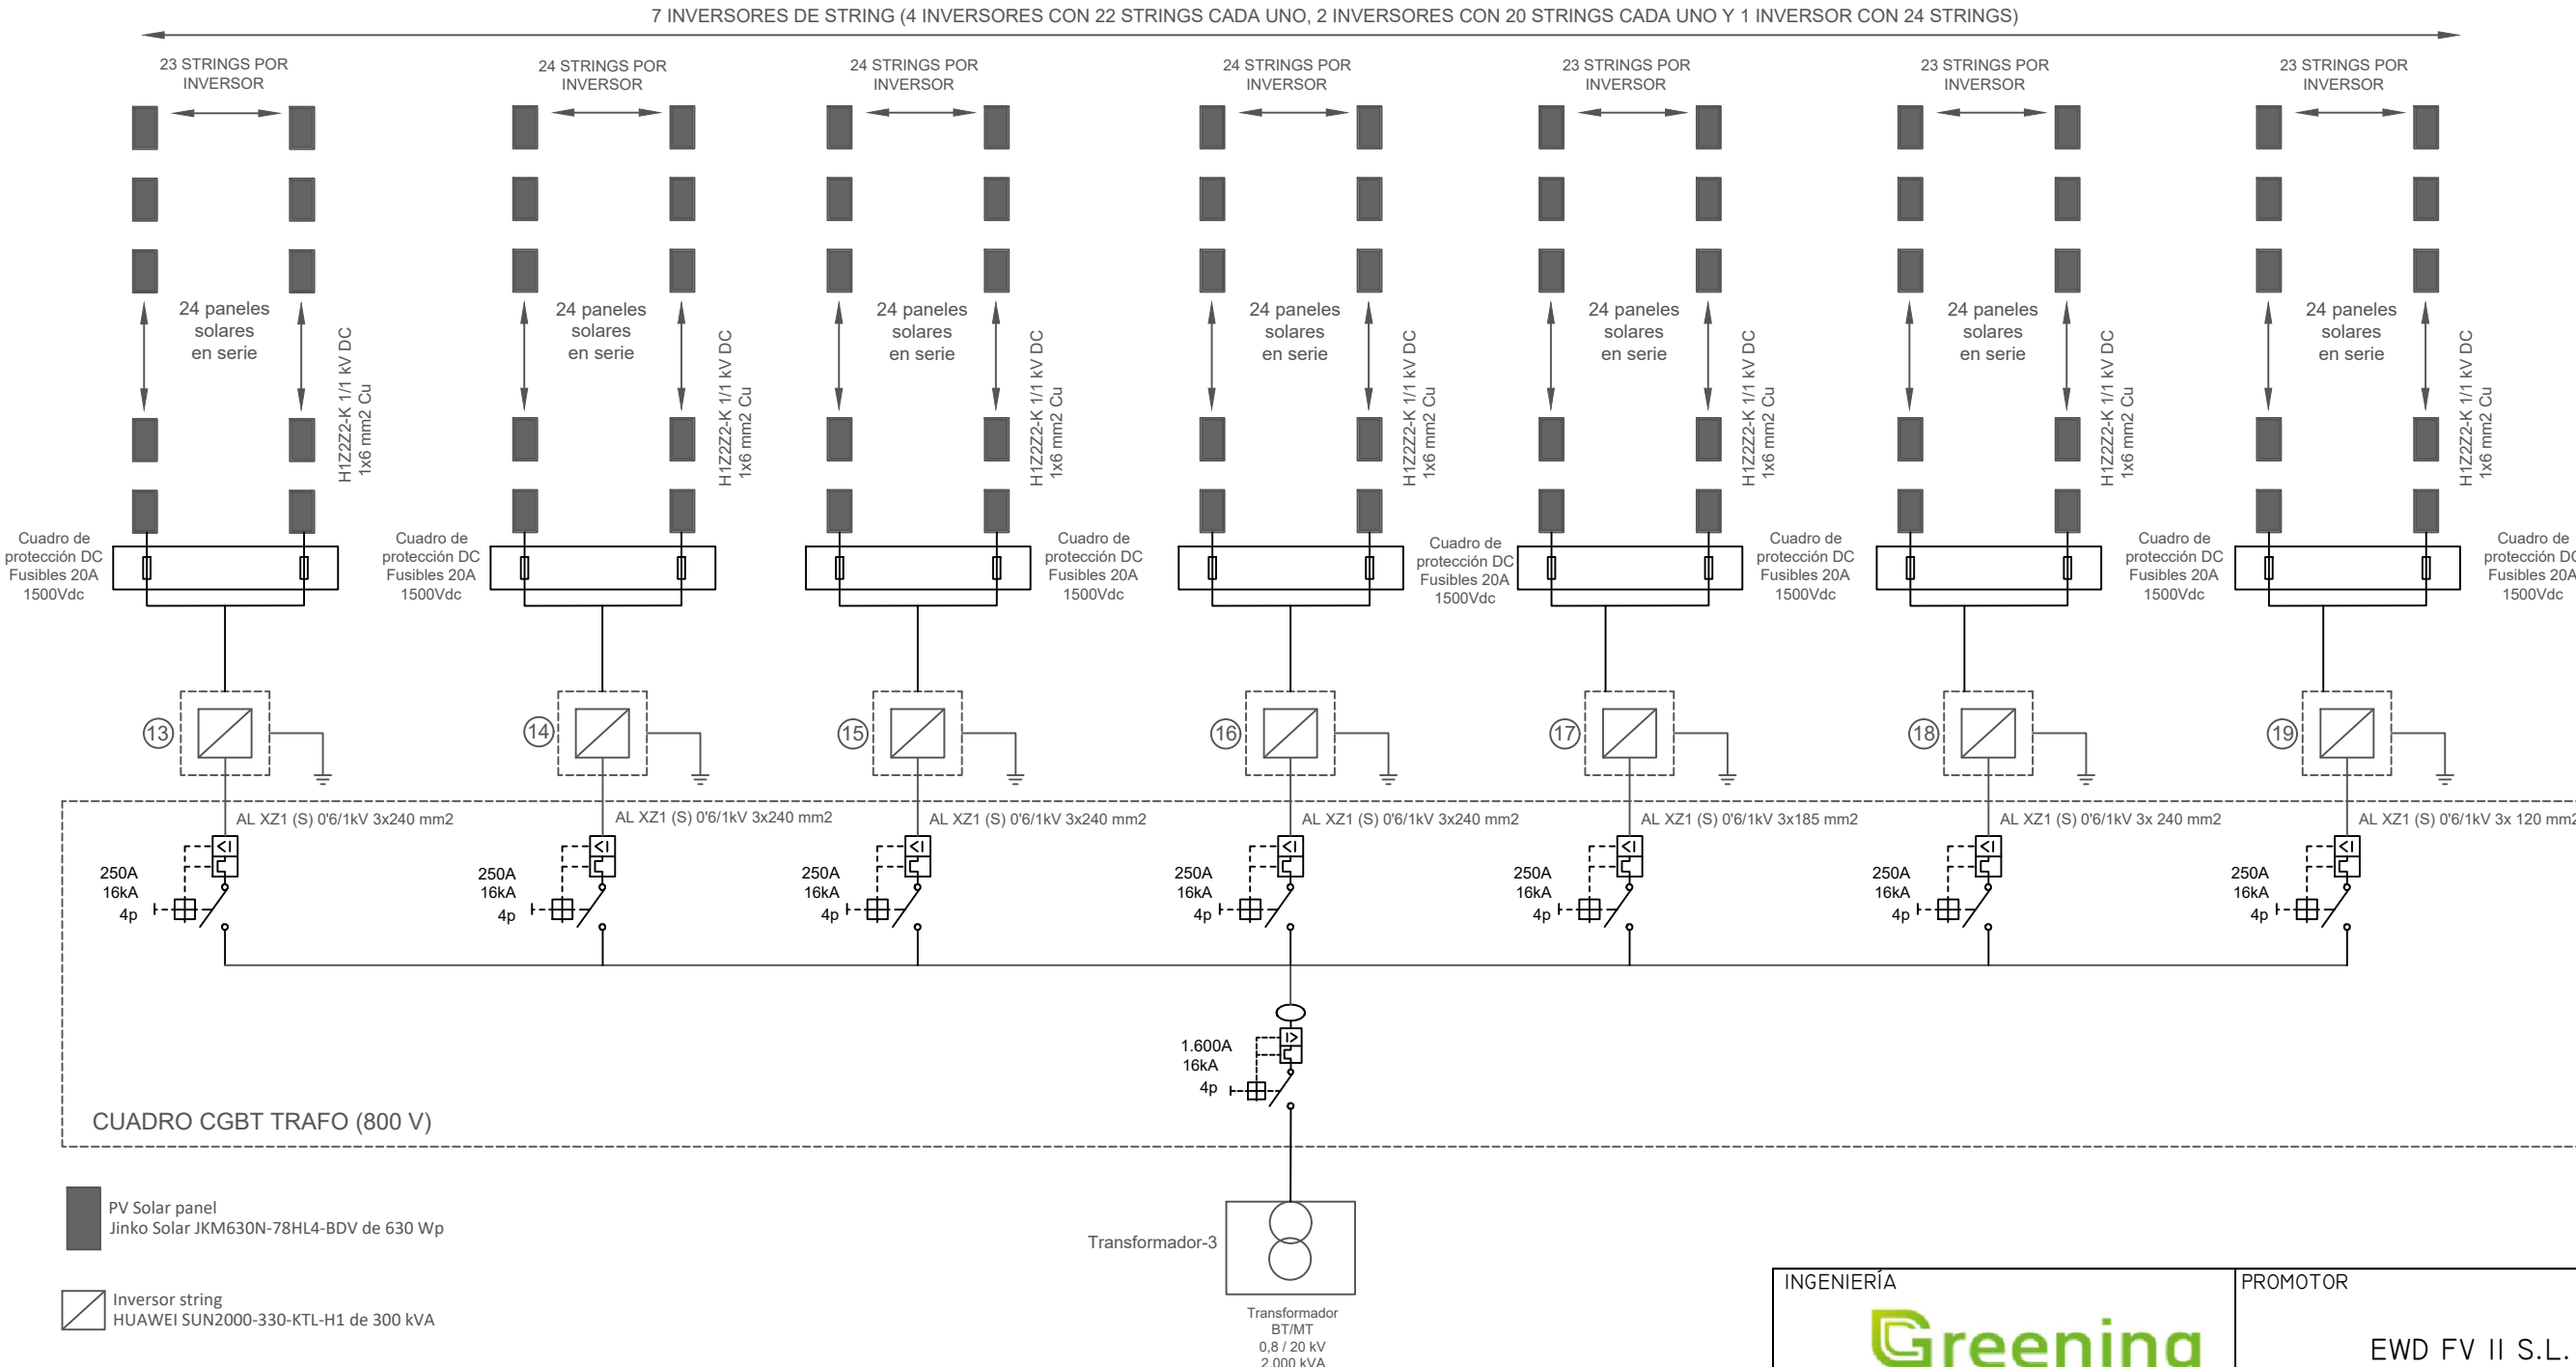 7 INVERSORES DE STRING (4 INVERSORES CON 22 STRINGS CADA UNO, 2 INVERSORES CON 20 STRINGS CADA UNO Y 1 INVERSOR CON 24 STRINGS)
23 STRINGS POR
INVERSOR
24 STRINGS POR
INVERSOR
24 STRINGS POR
INVERSOR
24 STRINGS POR
INVERSOR
23 STRINGS POR
INVERSOR
23 STRINGS POR
INVERSOR
23 STRINGS POR
INVERSOR
24 paneles
solares
en serie
H1Z2Z2-K 1/1 kV DC
1x6 mm2 Cu
24 paneles
solares
en serie
H1Z2Z2-K 1/1 kV DC
1x6 mm2 Cu
24 paneles
solares
en serie
H1Z2Z2-K 1/1 kV DC
1x6 mm2 Cu
24 paneles
solares
en serie
H1Z2Z2-K 1/1 kV DC
1x6 mm2 Cu
24 paneles
solares
en serie
H1Z2Z2-K 1/1 kV DC
1x6 mm2 Cu
24 paneles
solares
en serie
H1Z2Z2-K 1/1 kV DC
1x6 mm2 Cu
24 paneles
solares
en serie
H1Z2Z2-K 1/1 kV DC
1x6 mm2 Cu
Cuadro de
protección DC
Fusibles 20A
1500Vdc
Cuadro de
protección DC
Fusibles 20A
1500Vdc
Cuadro de
protección DC
Fusibles 20A
1500Vdc
Cuadro de
protección DC
Fusibles 20A
1500Vdc
Cuadro de
protección DC
Fusibles 20A
1500Vdc
Cuadro de
protección DC
Fusibles 20A
1500Vdc
Cuadro de
protección DC
Fusibles 20A
1500Vdc
13
14
15
16
17
18
19
AL XZ1 (S) 0'6/1kV 3x240 mm2
AL XZ1 (S) 0'6/1kV 3x240 mm2
AL XZ1 (S) 0'6/1kV 3x240 mm2
AL XZ1 (S) 0'6/1kV 3x240 mm2
AL XZ1 (S) 0'6/1kV 3x185 mm2
AL XZ1 (S) 0'6/1kV 3x 240 mm2
AL XZ1 (S) 0'6/1kV 3x 120 mm2
250A
16kA
4p
250A
16kA
4p
250A
16kA
4p
250A
16kA
4p
250A
16kA
4p
250A
16kA
4p
250A
16kA
4p
1.600A
16kA
4p
CUADRO CGBT TRAFO (800 V)
PV Solar panel
Jinko Solar JKM630N-78HL4-BDV de 630 Wp
Inversor string
HUAWEI SUN2000-330-KTL-H1 de 300 kVA
Transformador-3
Transformador
BT/MT
0,8 / 20 kV
2.000 kVA
INGENIERÍA
Greening
PROMOTOR
EWD FV II S.L.